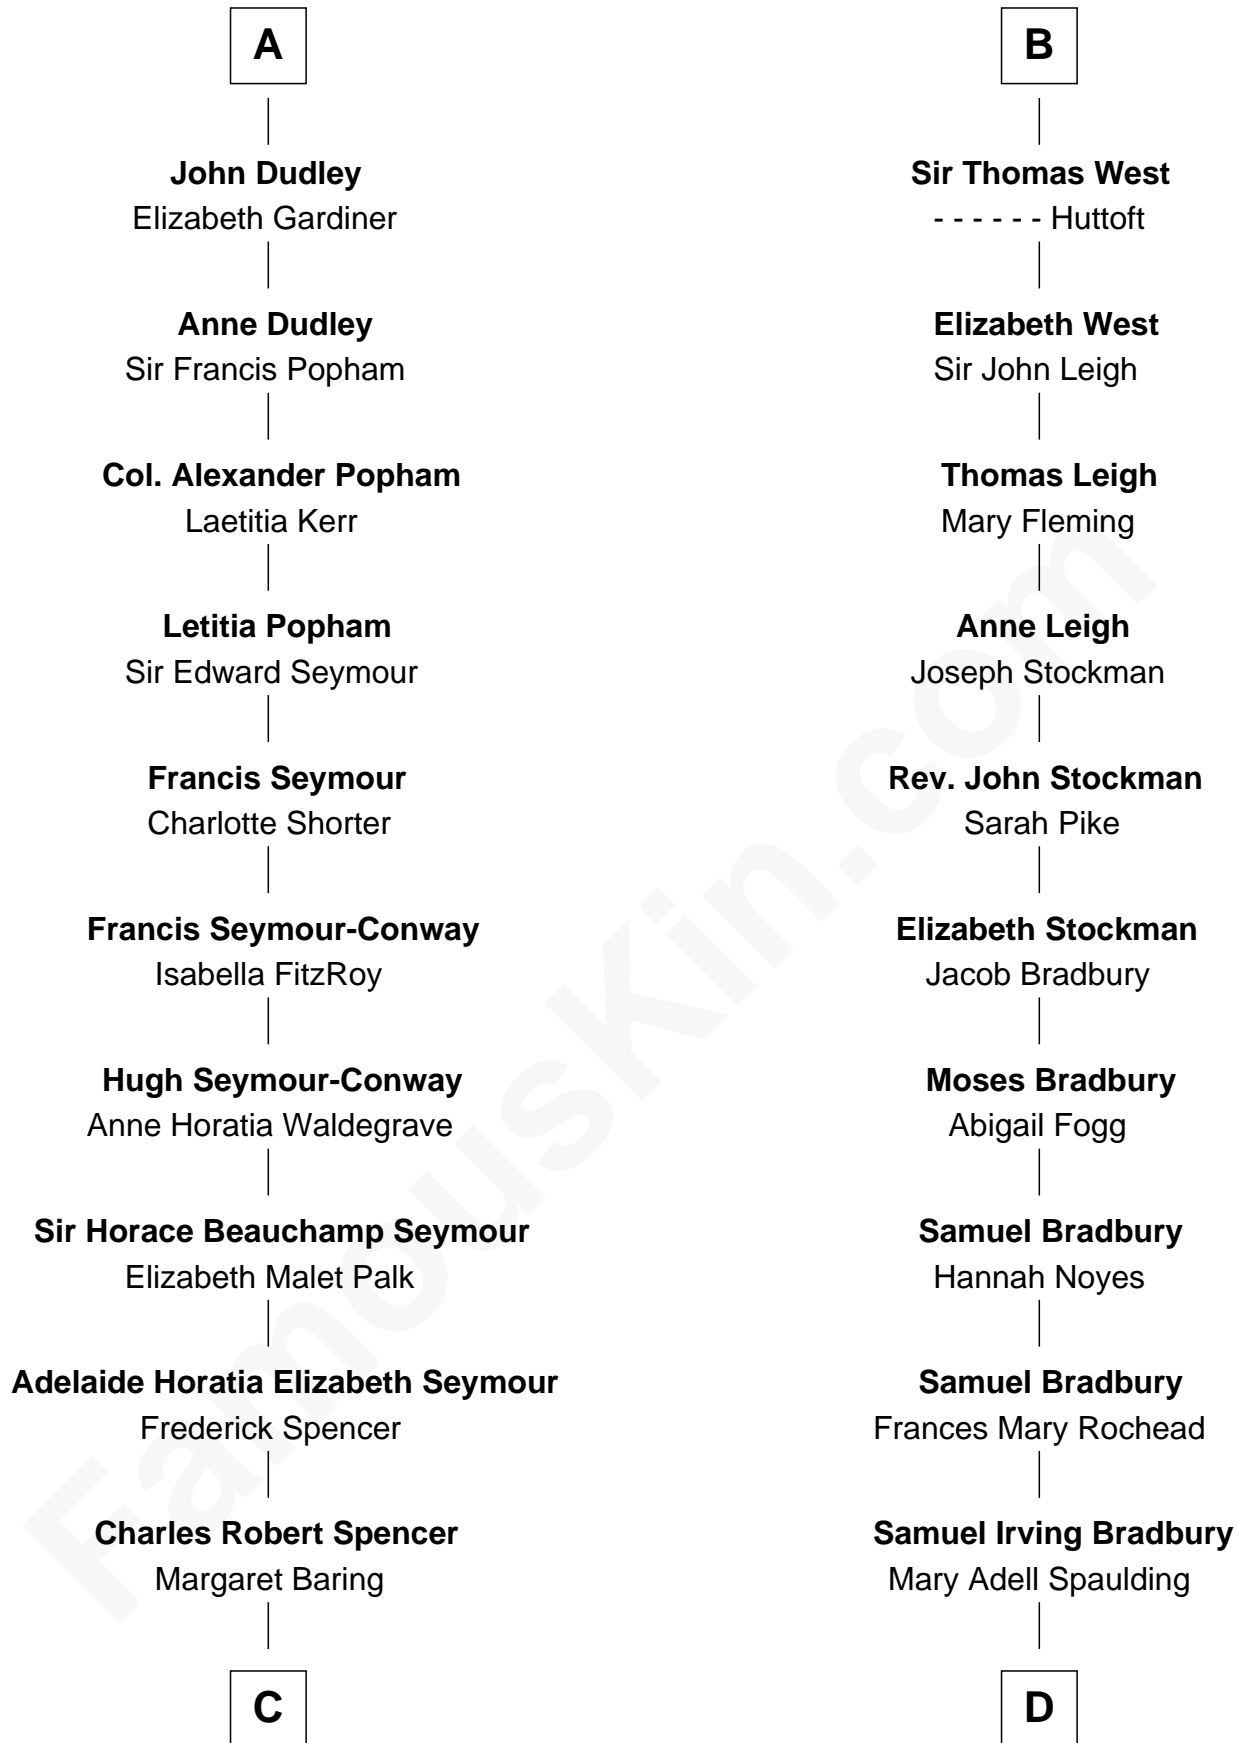 A
John Dudley
Elizabeth Gardiner
Anne Dudley
Sir Francis Popham
Col. Alexander Popham
Laetitia Kerr
Letitia Popham
Sir Edward Seymour
Francis Seymour
Charlotte Shorter
Francis Seymour-Conway
Isabella FitzRoy
Hugh Seymour-Conway
Anne Horatia Waldegrave
Sir Horace Beauchamp Seymour
Elizabeth Malet Palk
Adelaide Horatia Elizabeth Seymour
Frederick Spencer
Charles Robert Spencer
Margaret Baring
C
B
Sir Thomas West
- - - - - - Huttoft
Elizabeth West
Sir John Leigh
Thomas Leigh
Mary Fleming
Anne Leigh
Joseph Stockman
Rev. John Stockman
Sarah Pike
Elizabeth Stockman
Jacob Bradbury
Moses Bradbury
Abigail Fogg
Samuel Bradbury
Hannah Noyes
Samuel Bradbury
Frances Mary Rochead
Samuel Irving Bradbury
Mary Adell Spaulding
D
FamousKin.com